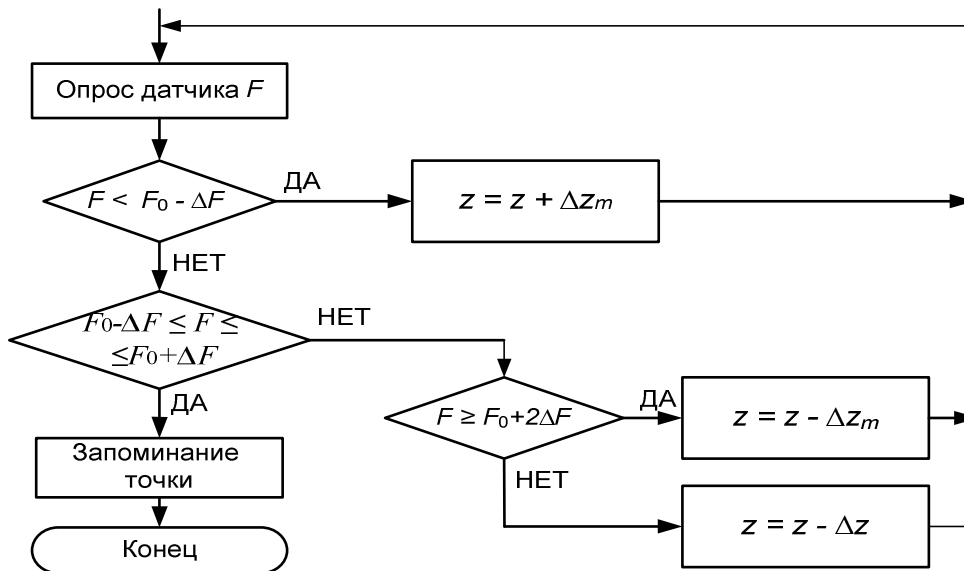 Опрос датчика F
F < F₀ - ΔF
ДА
z = z + Δzₘ
НЕТ
F₀-ΔF ≤ F ≤
≤F₀+ΔF
НЕТ
ДА
F ≥ F₀+2ΔF
ДА
z = z - Δzₘ
Запоминание
точки
НЕТ
z = z - Δz
Конец